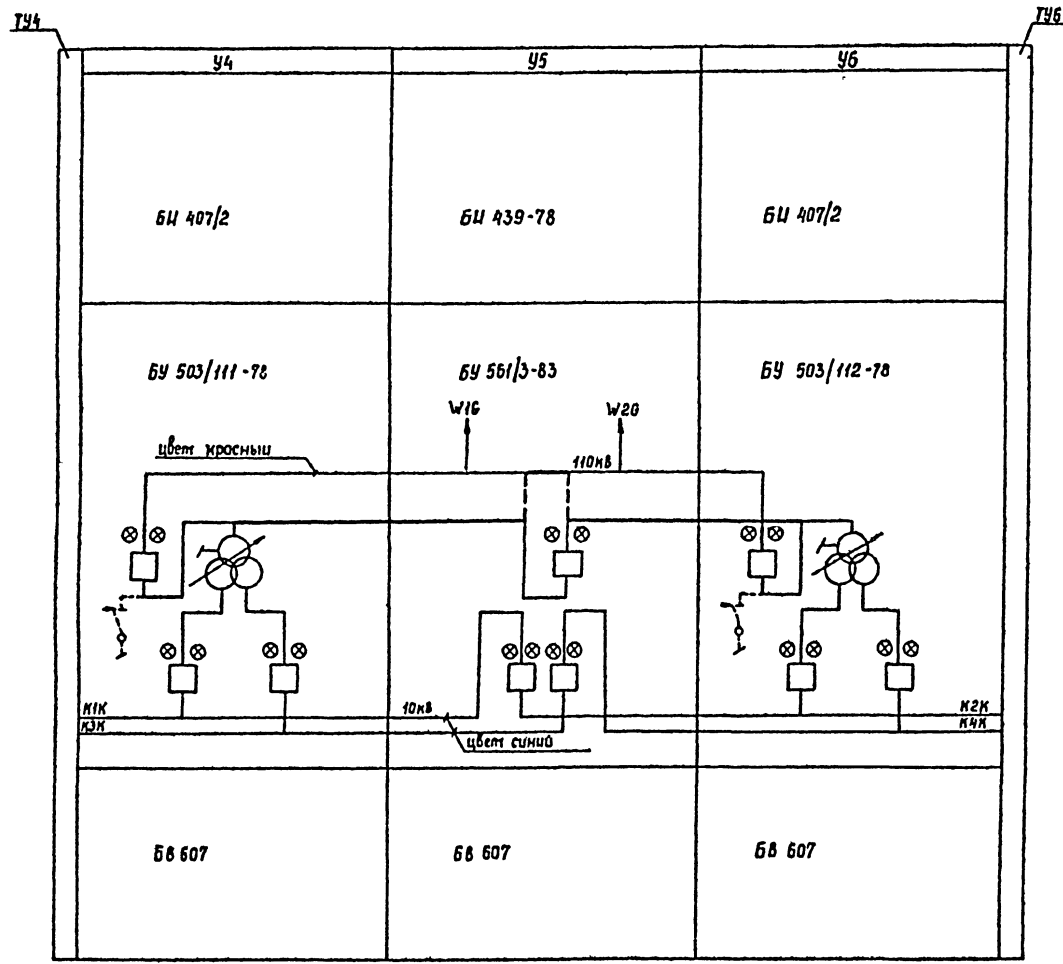 ТУ4
ТУ6
У4
У5
У6
БИ 407/2
БИ 439-78
БИ 407/2
БУ 503/111-78
БУ 561/3-83
БУ 503/112-78
W1G
W2G
цвет красный
110кв
К1К
10кв
К2К
К3К
К4К
цвет синий
БВ 607
БВ 607
БВ 607